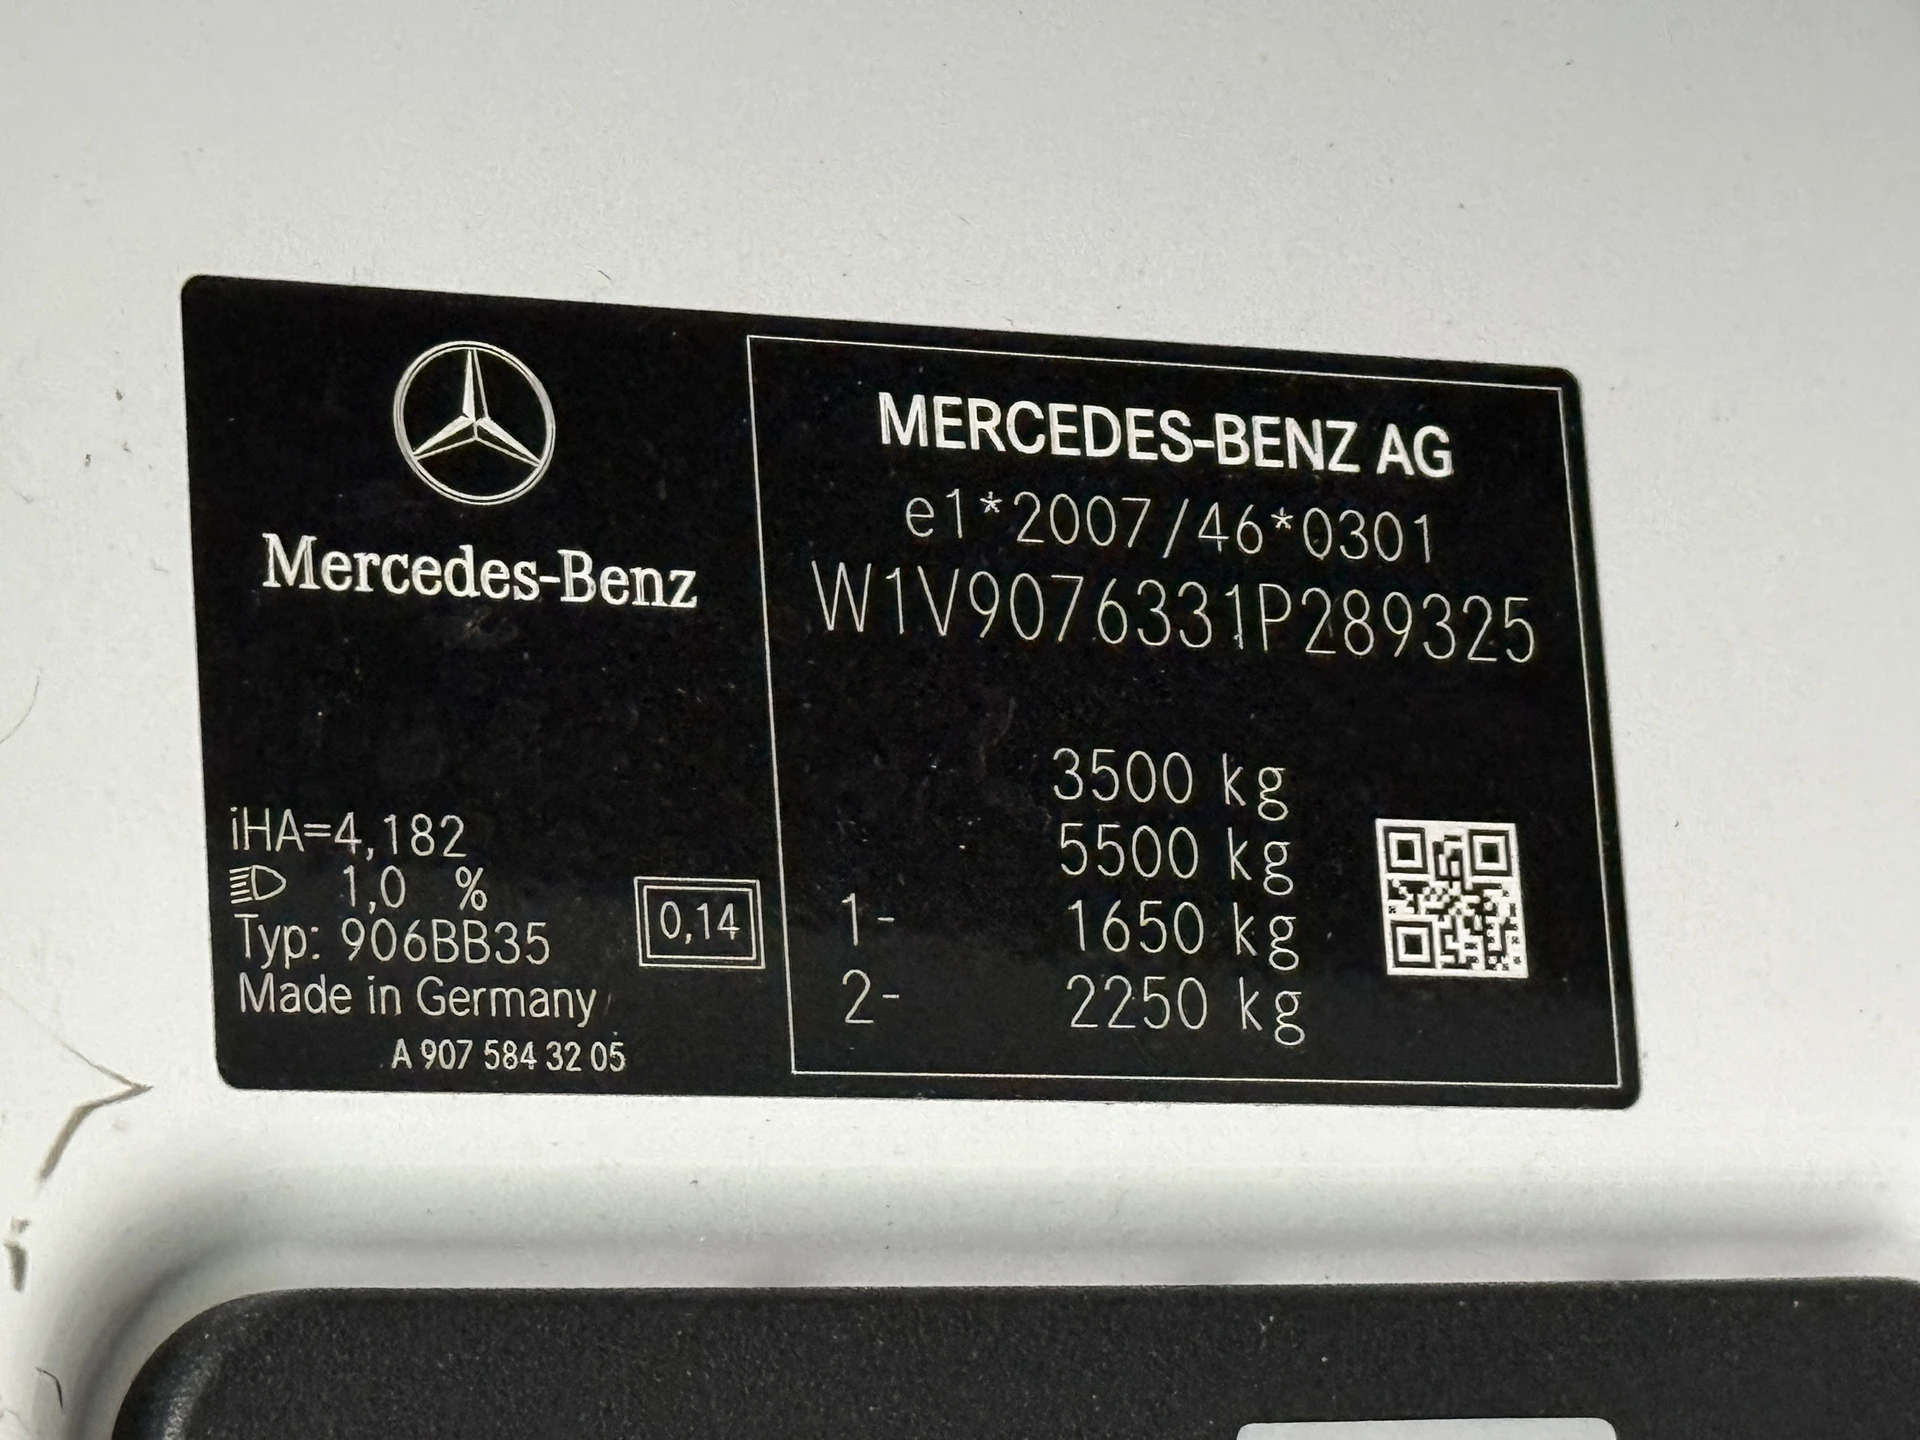 Mercedes-Benz
iHA=4,182
1,0 %
Typ: 906BB35
Made in Germany
A 907 584 32 05
0,14
MERCEDES-BENZ AG
e1*2007/46*0301
W1V9076331P289325
3500 kg
5500 kg
1- 1650 kg
2- 2250 kg